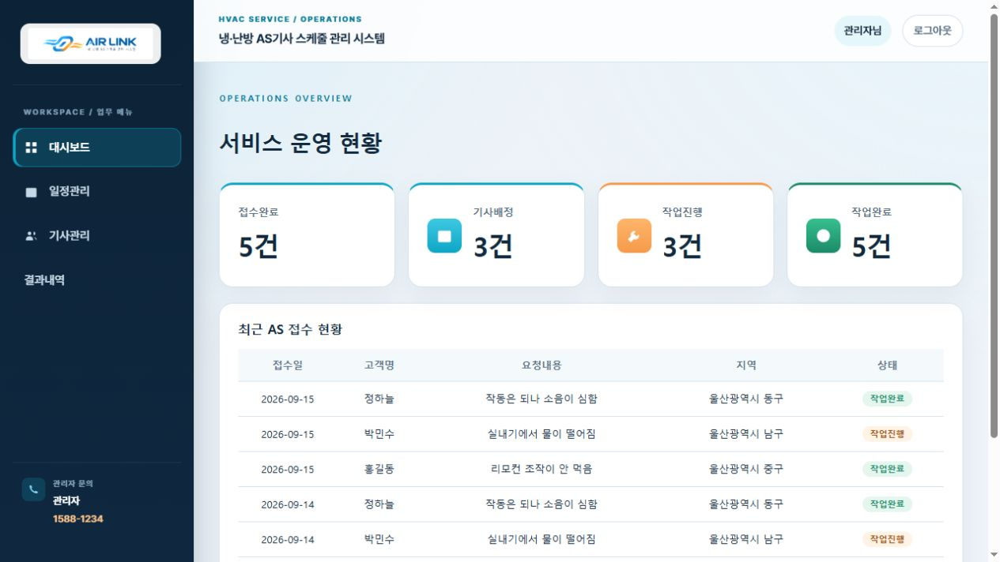 AIR LINK
HVAC SERVICE / OPERATIONS
냉·난방 AS기사 스케줄 관리 시스템
관리자님
로그아웃
WORKSPACE / 업무 메뉴
대시보드
일정관리
기사관리
결과내역
관리자 문의
관리자
1588-1234
OPERATIONS OVERVIEW
서비스 운영 현황
접수완료
5건
기사배정
3건
작업진행
3건
작업완료
5건
최근 AS 접수 현황
접수일 고객명 요청내용 지역 상태
2026-09-15 정하늘 작동은 되나 소음이 심함 울산광역시 동구 작업완료
2026-09-15 박민수 실내기에서 물이 떨어짐 울산광역시 남구 작업진행
2026-09-15 홍길동 리모컨 조작이 안 먹음 울산광역시 중구 작업완료
2026-09-14 정하늘 작동은 되나 소음이 심함 울산광역시 동구 작업완료
2026-09-14 박민수 실내기에서 물이 떨어짐 울산광역시 남구 작업진행